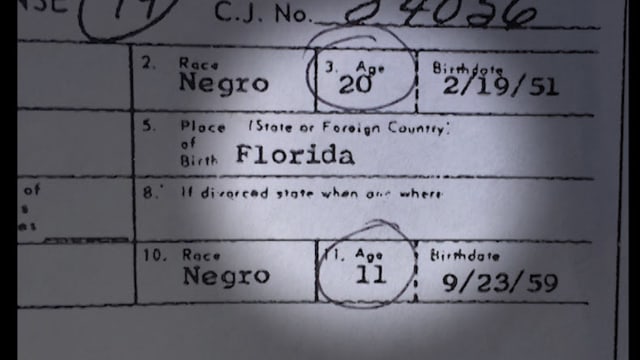 C.J. No. 24056
2. Race 3. Age Birthdate
Negro 20 2/19/51
5. Place (State or Foreign Country)
of
Birth Florida
of 8. If divorced state when and where
s
10. Race 11. Age Birthdate
Negro 11 9/23/59